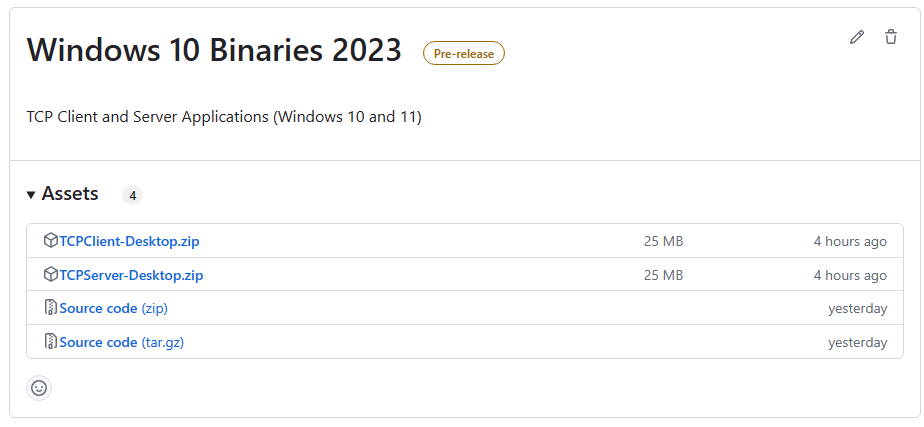 Windows 10 Binaries 2023 Pre-release
TCP Client and Server Applications (Windows 10 and 11)
Assets 4
TCPClient-Desktop.zip 25 MB 4 hours ago
TCPServer-Desktop.zip 25 MB 4 hours ago
Source code (zip) yesterday
Source code (tar.gz) yesterday